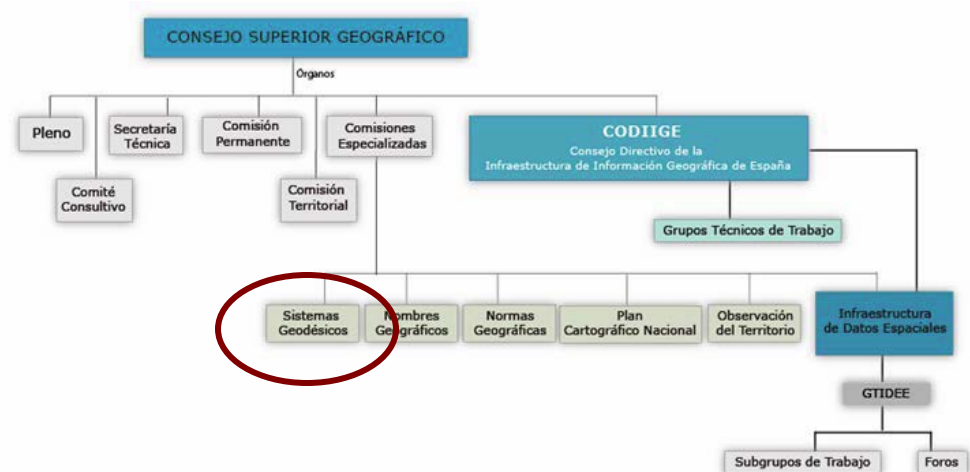 CONSEJO SUPERIOR GEOGRÁFICO
Órganos
Pleno
Secretaría
Técnica
Comisión
Permanente
Comisiones
Especializadas
CODIIGE
Consejo Directivo de la
Infraestructura de Información Geográfica de España
Comité
Consultivo
Comisión
Territorial
Grupos Técnicos de Trabajo
Sistemas
Geodésicos
Nombres
Geográficos
Normas
Geográficas
Plan
Cartográfico Nacional
Observación
del Territorio
Infraestructura
de Datos Espaciales
GTIDEE
Subgrupos de Trabajo
Foros